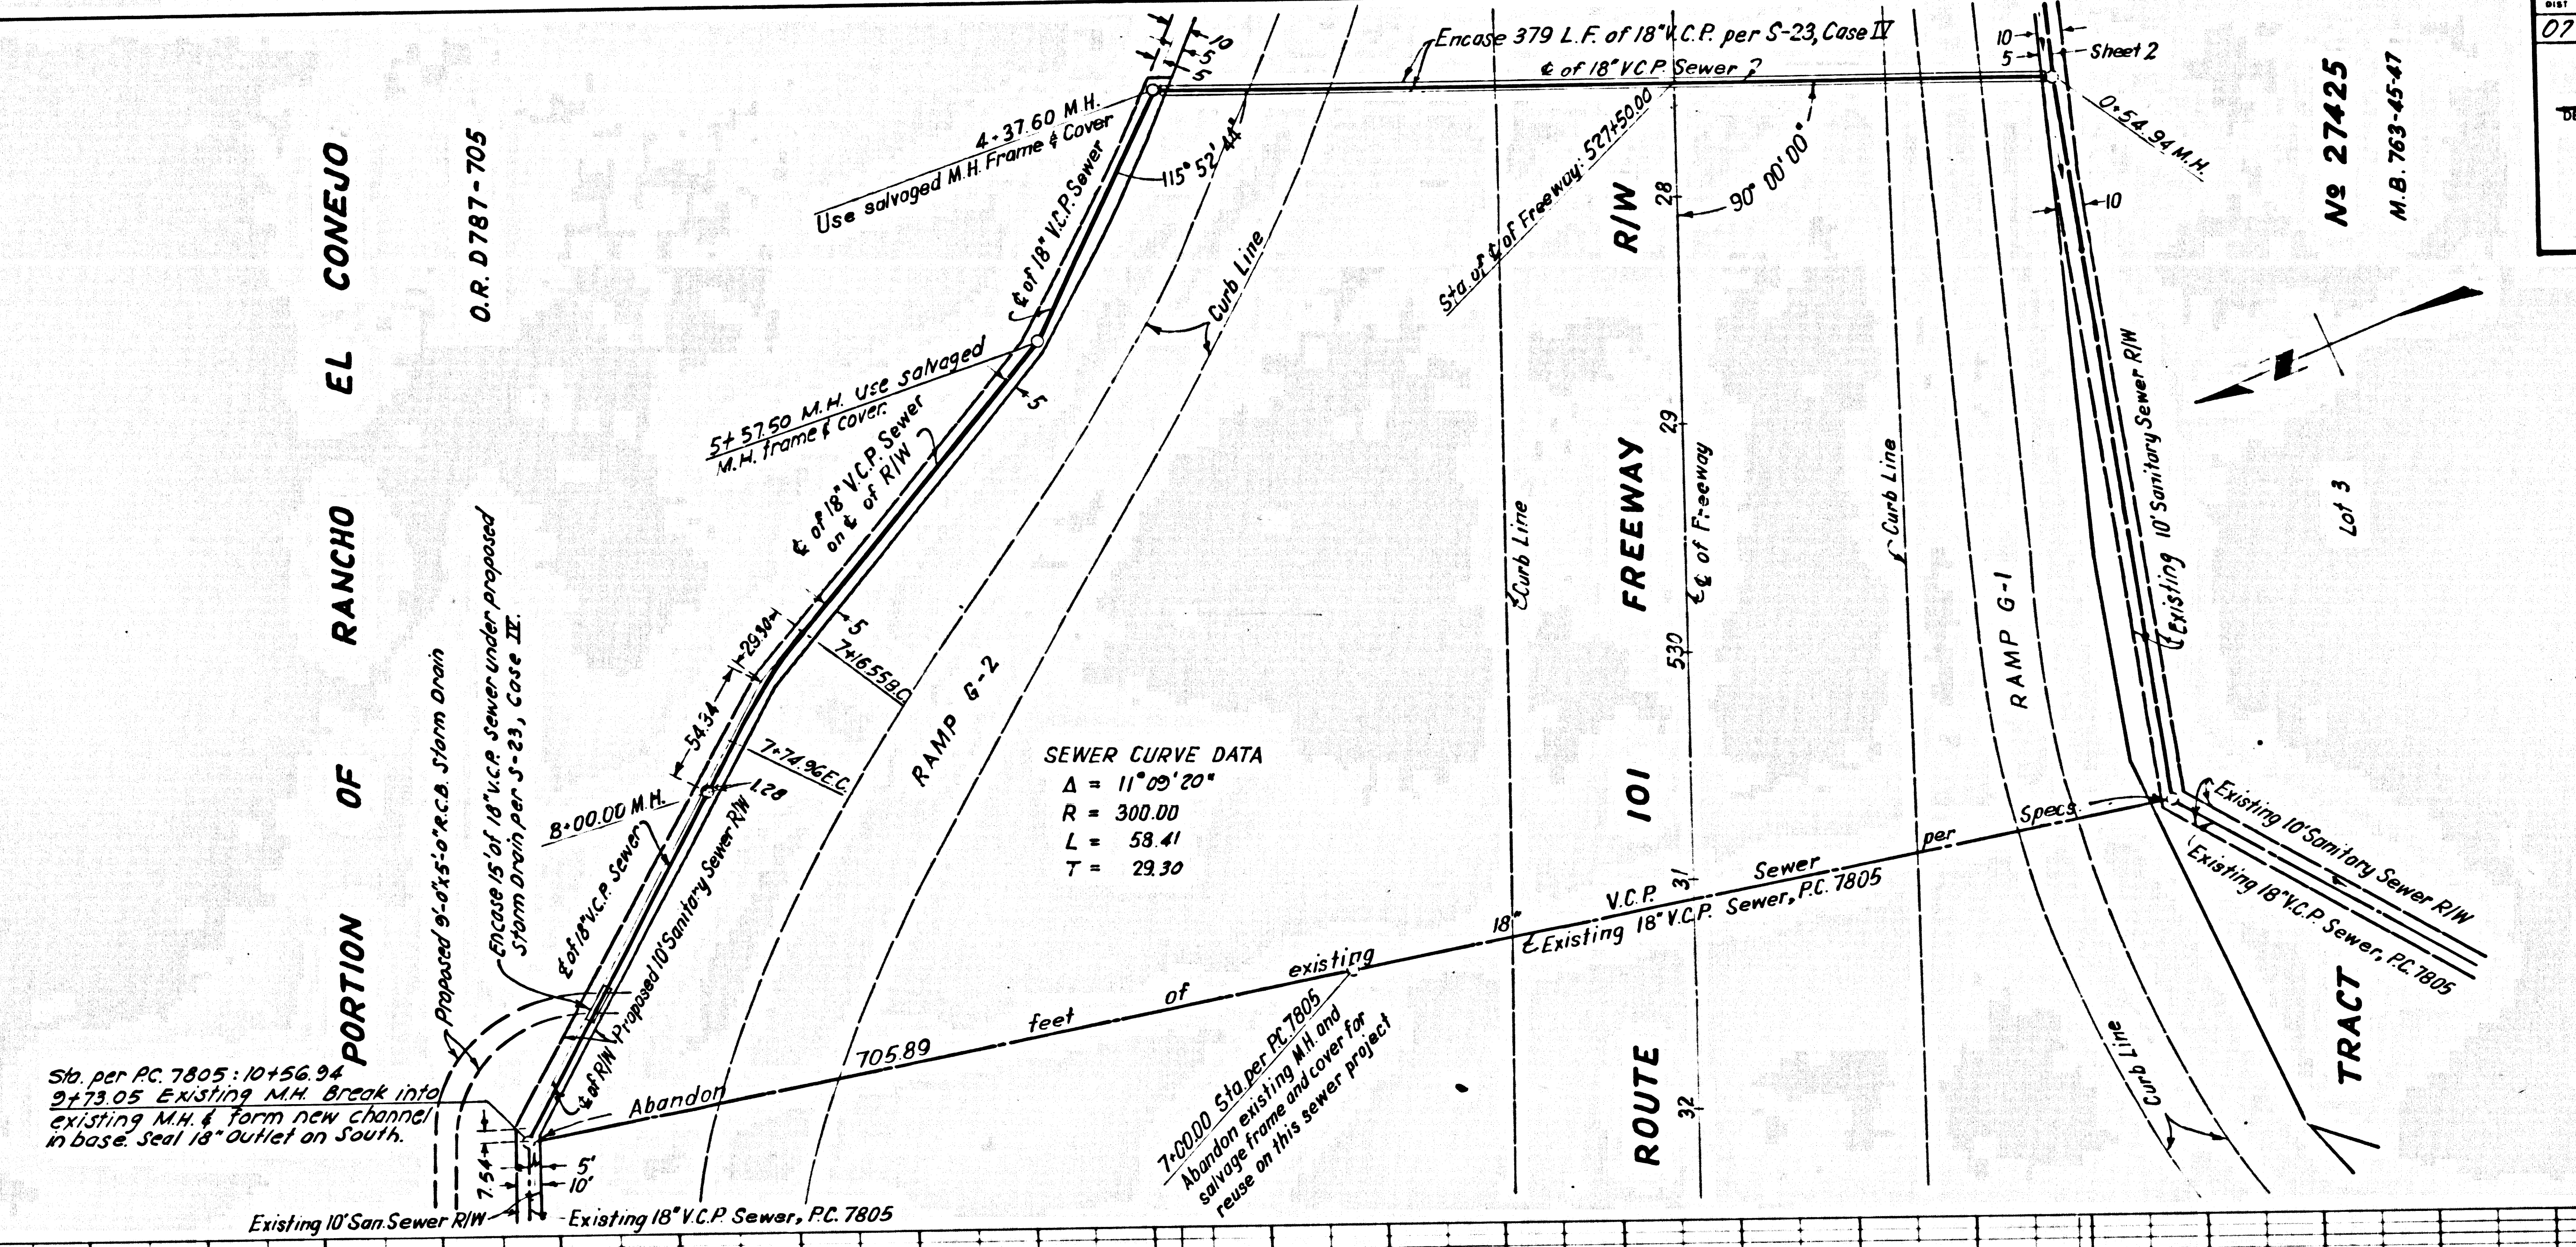 DIST
07
10
5
5
Encase 379 L.F. of 18" V.C.P. per S-23, Case IV
℄ of 18" V.C.P. Sewer
10
5
Sheet 2
0+54.94 M.H.
10
No 27425
M.B. 763-45-47
4+37.60 M.H.
Use salvaged M.H. Frame & Cover
115° 52' 44"
℄ of 18" V.C.P. Sewer
Curb Line
Sta. of ℄ of Freeway: 527+50.00
90° 00' 00"
R/W
28
PORTION OF RANCHO EL CONEJO
O.R. D787-705
5+57.50 M.H. Use salvaged
M.H. frame & cover.
5
℄ of 18" V.C.P. Sewer
on ℄ of R/W
29
℄ of Freeway
Curb Line
Curb Line
ROUTE 101 FREEWAY
530
RAMP G-1
Existing 10' Sanitary Sewer R/W
℄ Existing
Lot 3
Proposed 9'-0"x5'-0" R.C.B. Storm Drain
Encase 15' of 18" V.C.P. Sewer under proposed
Storm Drain per S-23, Case IV.
29.30
5
7+16.55 B.C.
54.34
7+74.96 E.C.
1.28
8+00.00 M.H.
RAMP G-2
SEWER CURVE DATA
Δ = 11° 09' 20"
R = 300.00
L = 58.41
T = 29.30
℄ of 18" V.C.P. Sewer
Proposed 10' Sanitary Sewer R/W
℄ of R/W
Abandon 705.89 feet of existing 18" V.C.P. Sewer per Specs.
31
℄ Existing 18" V.C.P. Sewer, P.C. 7805
Existing 10' Sanitary Sewer R/W
Existing 18" V.C.P. Sewer, P.C. 7805
TRACT
Curb Line
32
7+00.00 Sta. per P.C. 7805
Abandon existing M.H. and
salvage frame and cover for
reuse on this sewer project
Sta. per P.C. 7805: 10+56.94
9+73.05 Existing M.H. Break into
existing M.H. & form new channel
in base. Seal 18" Outlet on South.
7.54
5'
10'
Existing 10' San. Sewer R/W
Existing 18" V.C.P. Sewer, P.C. 7805